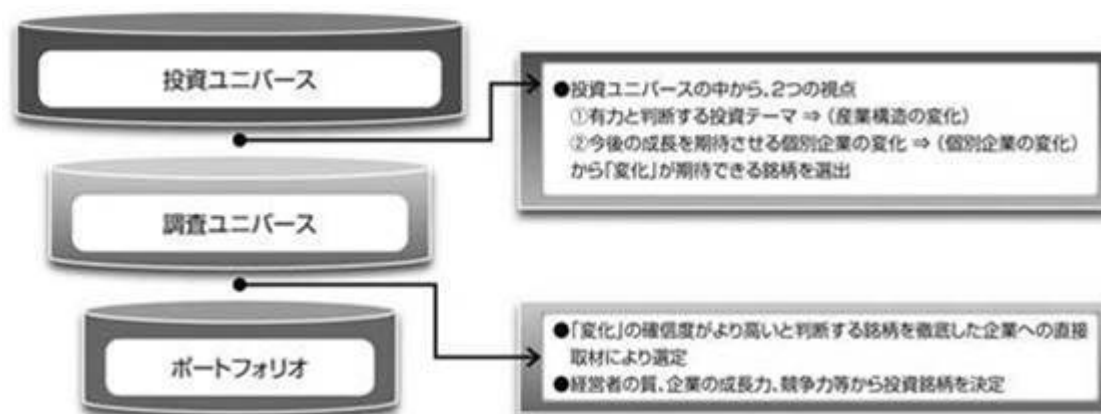 投資ユニバース
●投資ユニバースの中から、2つの視点
①有力と判断する投資テーマ ⇒ (産業構造の変化)
②今後の成長を期待させる個別企業の変化 ⇒ (個別企業の変化)
から「変化」が期待できる銘柄を選出
調査ユニバース
●「変化」の確信度がより高いと判断する銘柄を徹底した企業への直接
取材により選定
●経営者の質、企業の成長力、競争力等から投資銘柄を決定
ポートフォリオ